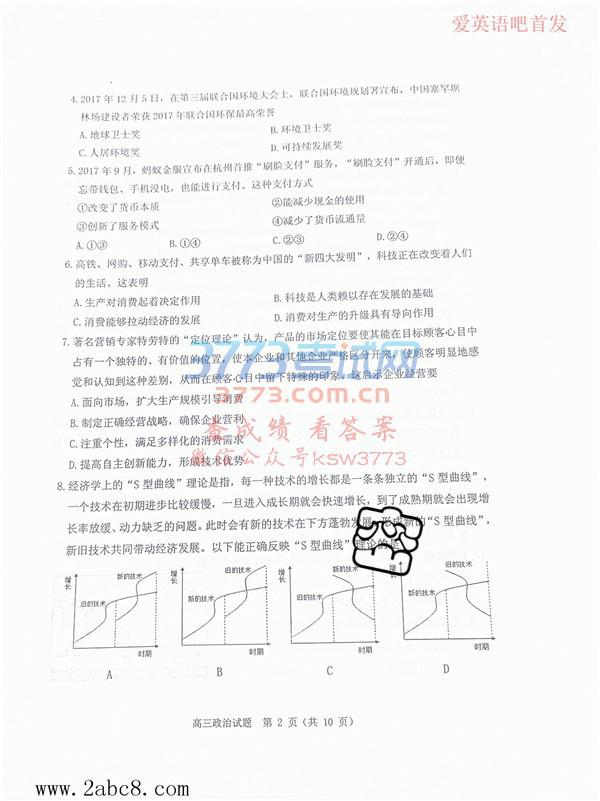 爱英语吧首发
4.2017 年 12 月 5 日，在第三届联合国环境大会上，联合国环境规划署宣布，中国塞罕坝
林场建设者荣获 2017 年联合国环保最高荣誉
A.地球卫士奖 B.环境卫士奖
C.人居环境奖 D.可持续发展奖
5.2017 年 9 月，蚂蚁金服宣布在杭州首推“刷脸支付”服务，“刷脸支付”开通后，即便
忘带钱包、手机没电，也能进行支付。这种支付方式
①改变了货币本质 ②能减少现金的使用
③创新了服务模式 ④减少了货币流通量
A.①③ B.①④ C.②③ D.②④
6.高铁、网购、移动支付、共享单车被称为中国的“新四大发明”，科技正在改变着人们
的生活。这表明
A.生产对消费起着决定作用 B.科技是人类赖以存在发展的基础
C.消费能够拉动经济的发展 D.消费对生产的升级具有导向作用
7.著名营销专家特劳特的“定位理论”认为，产品的市场定位要使其能在目标顾客心目中
占有一个独特的、有价值的位置，使本企业和其他企业严格区分开来，使顾客明显地感
觉和认知到这种差别，从而在顾客心目中留下特殊的印象。这启示企业经营要
A.面向市场，扩大生产规模引导消费
B.制定正确经营战略，确保企业营利
C.注重个性，满足多样化的消费需求
D.提高自主创新能力，形成技术优势
3773考试网
3773.com.cn
查成绩 看答案
微信公众号ksw3773
8.经济学上的“S 型曲线”理论是指，每一种技术的增长都是一条条独立的“S 型曲线”，
一个技术在初期进步比较缓慢，一旦进入成长期就会快速增长，到了成熟期就会出现增
长率放缓、动力缺乏的问题。此时会有新的技术在下方蓬勃发展，形成新的“S 型曲线”，
新旧技术共同带动经济发展。以下能正确反映“S 型曲线”理论的是
增长 新的技术 旧的技术 时期
增长 旧的技术 新的技术 时期
增长 旧的技术 新的技术 时期
增长 新的技术 旧的技术 时期
A B C D
高三政治试题 第 2 页（共 10 页）
www.2abc8.com